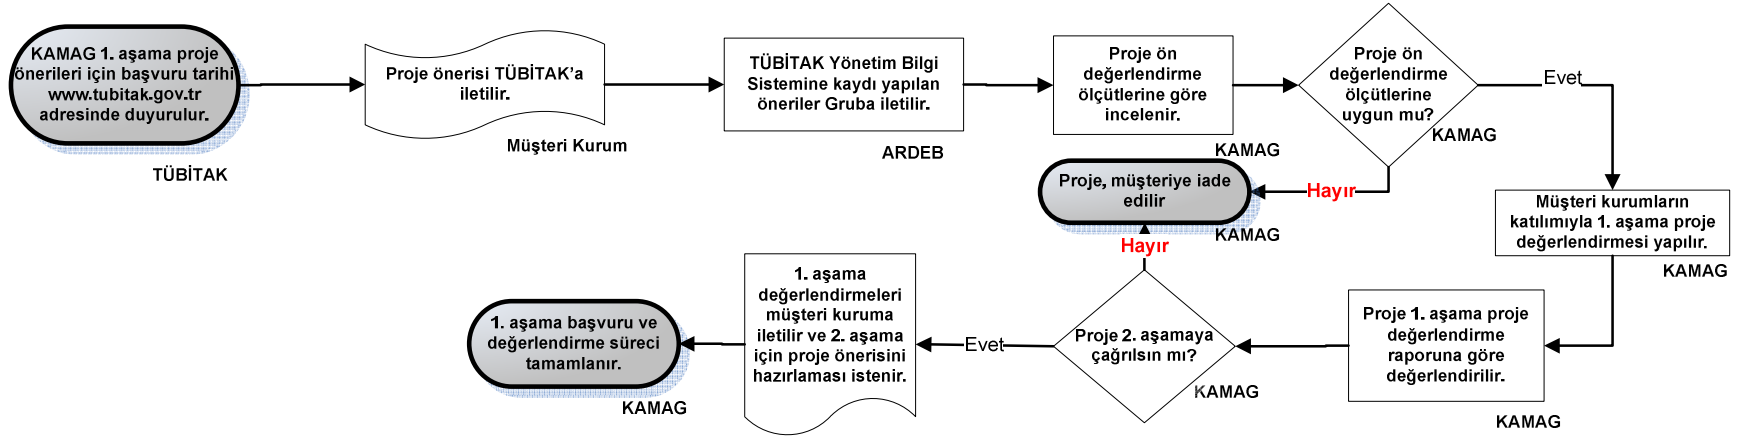 KAMAG 1. aşama proje
önerileri için başvuru tarihi
www.tubitak.gov.tr
adresinde duyurulur.
TÜBİTAK
Proje önerisi TÜBİTAK’a
iletilir.
Müşteri Kurum
TÜBİTAK Yönetim Bilgi
Sistemine kaydı yapılan
öneriler Gruba iletilir.
ARDEB
Proje ön
değerlendirme
ölçütlerine göre
incelenir.
KAMAG
Proje ön
değerlendirme
ölçütlerine
uygun mu?
KAMAG
Evet
Hayır
Proje, müşteriye iade
edilir
KAMAG
Müşteri kurumların
katılımıyla 1. aşama proje
değerlendirmesi yapılır.
KAMAG
Proje 1. aşama proje
değerlendirme
raporuna göre
değerlendirilir.
KAMAG
Proje 2. aşamaya
çağrılsın mı?
KAMAG
Hayır
Evet
1. aşama
değerlendirmeleri
müşteri kuruma
iletilir ve 2. aşama
için proje önerisini
hazırlaması istenir.
1. aşama başvuru ve
değerlendirme süreci
tamamlanır.
KAMAG